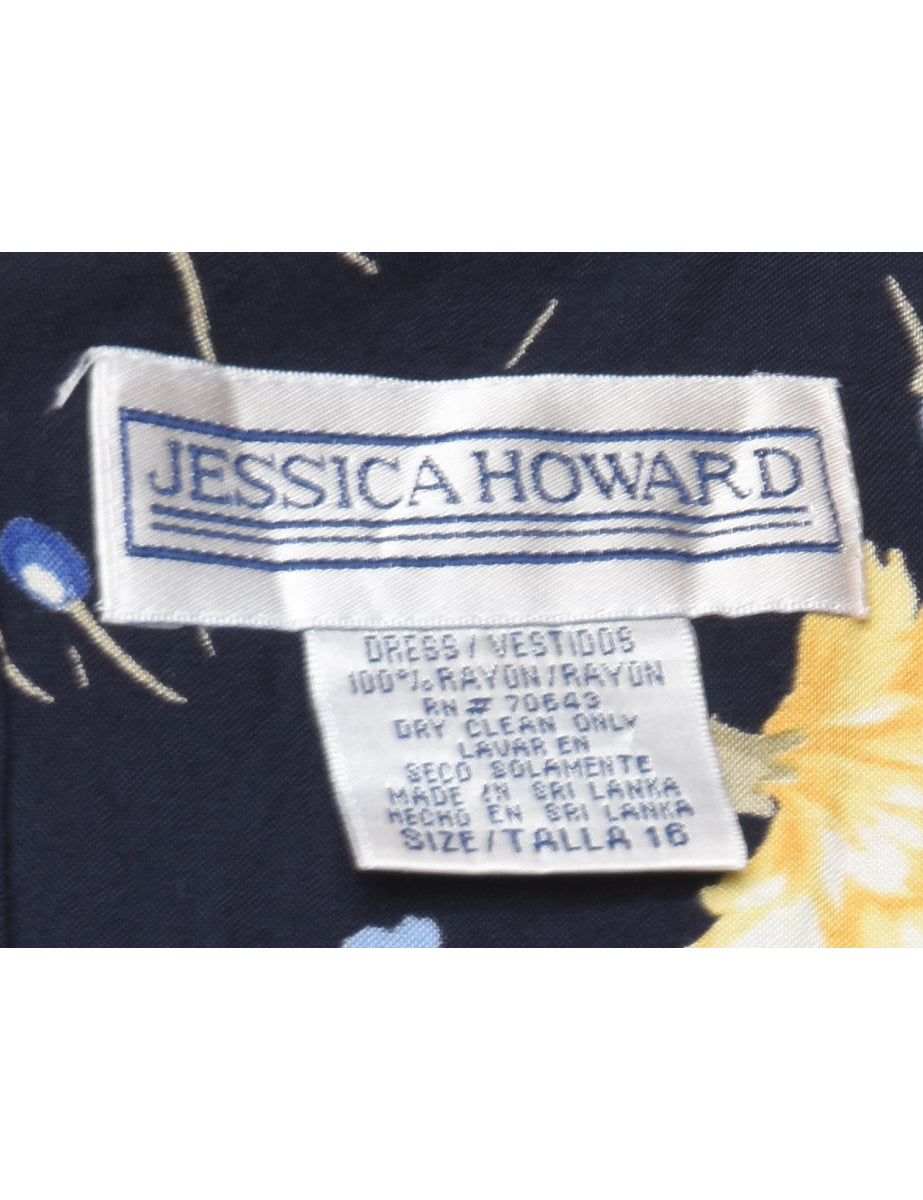 JESSICA HOWARD
DRESS / VESTIDOS
100% RAYON/RAYON
RN # 70643
DRY CLEAN ONLY
LAVAR EN
SECO SOLAMENTE
MADE IN SRI LANKA
HECHO EN SRI LANKA
SIZE/TALLA 16